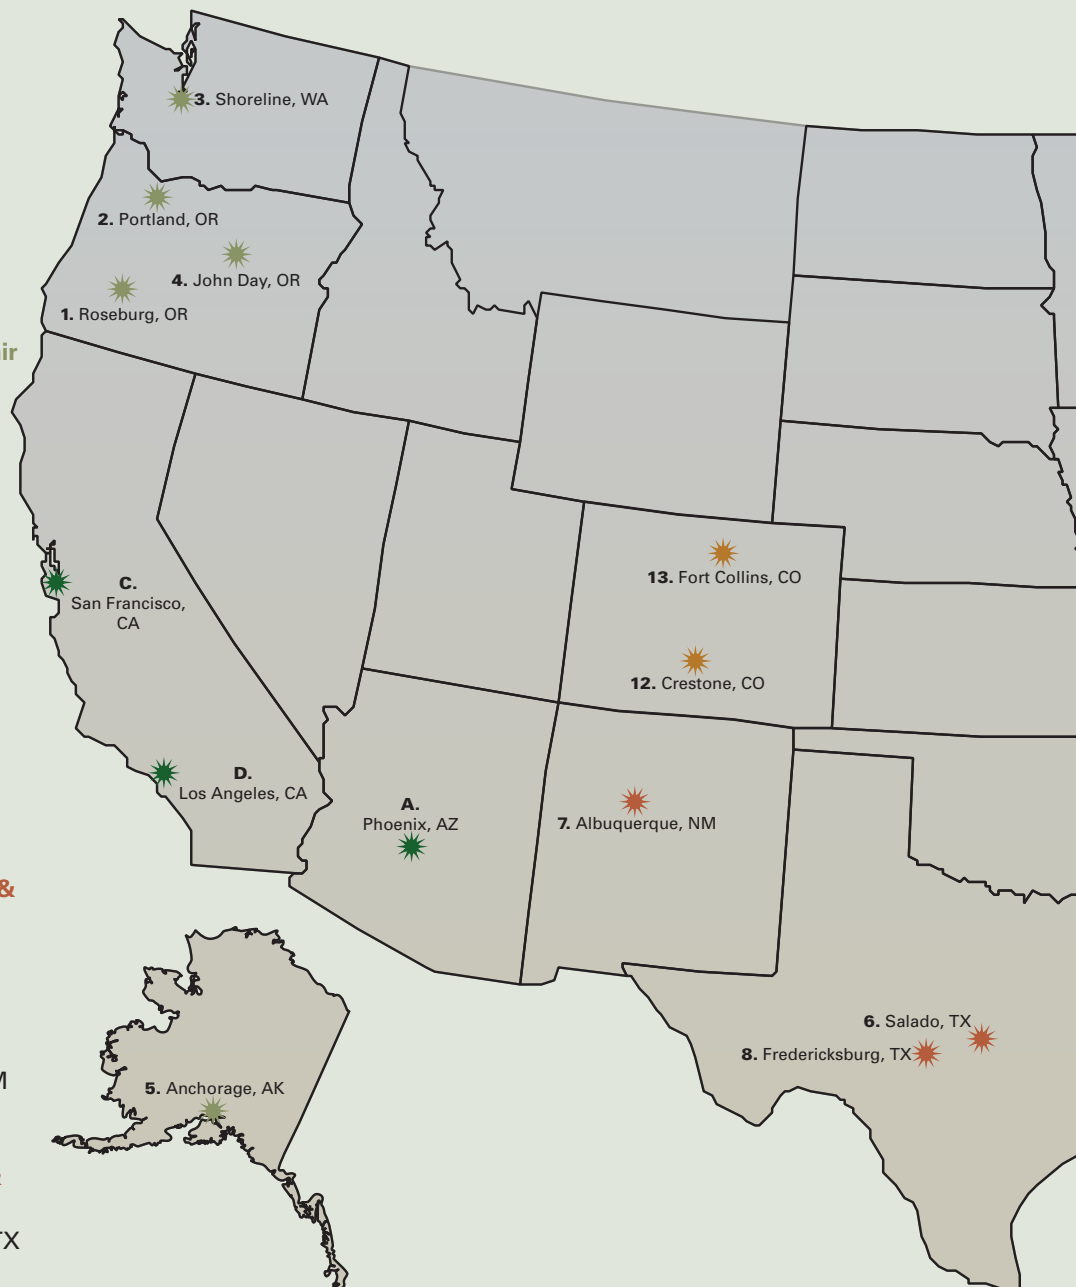 3. Shoreline, WA
2. Portland, OR
4. John Day, OR
1. Roseburg, OR
C.
San Francisco,
CA
13. Fort Collins, CO
12. Crestone, CO
D.
Los Angeles, CA
A.
Phoenix, AZ
7. Albuquerque, NM
&
6. Salado, TX
8. Fredericksburg, TX
5. Anchorage, AK
TX